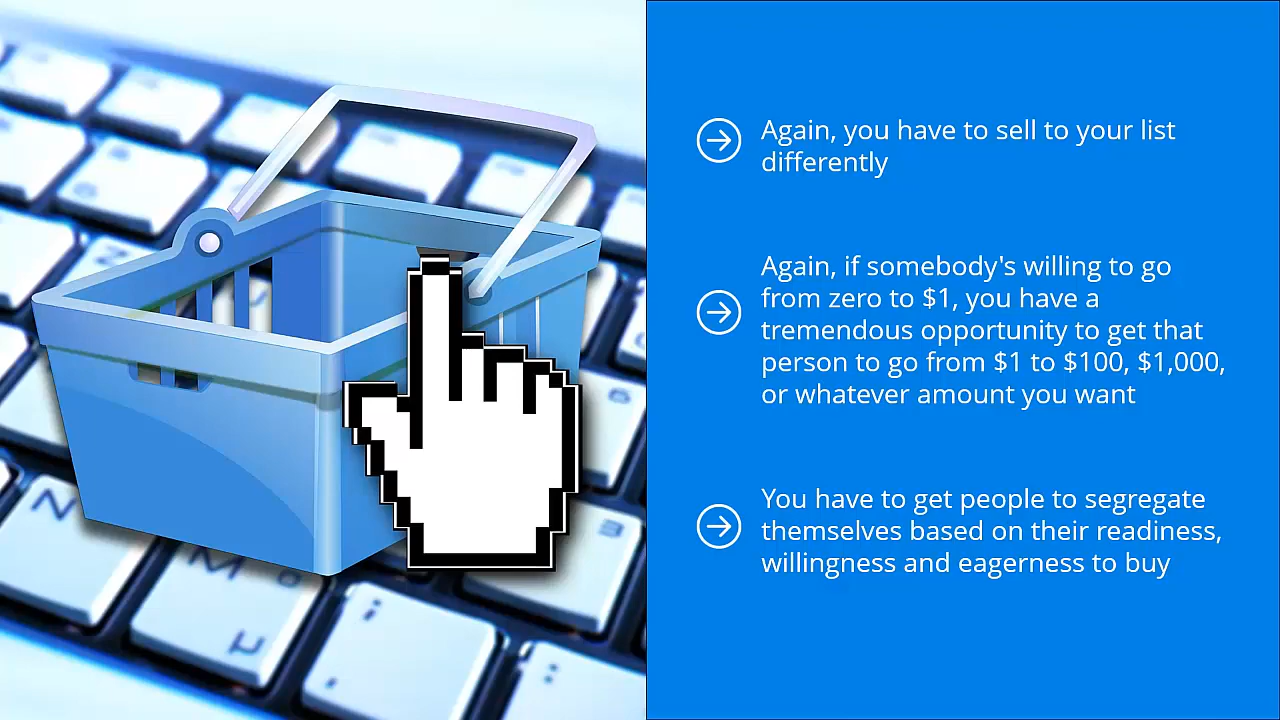 Again, you have to sell to your list
differently
Again, if somebody's willing to go
from zero to $1, you have a
tremendous opportunity to get that
person to go from $1 to $100, $1,000,
or whatever amount you want
You have to get people to segregate
themselves based on their readiness,
willingness and eagerness to buy
N
M
µ